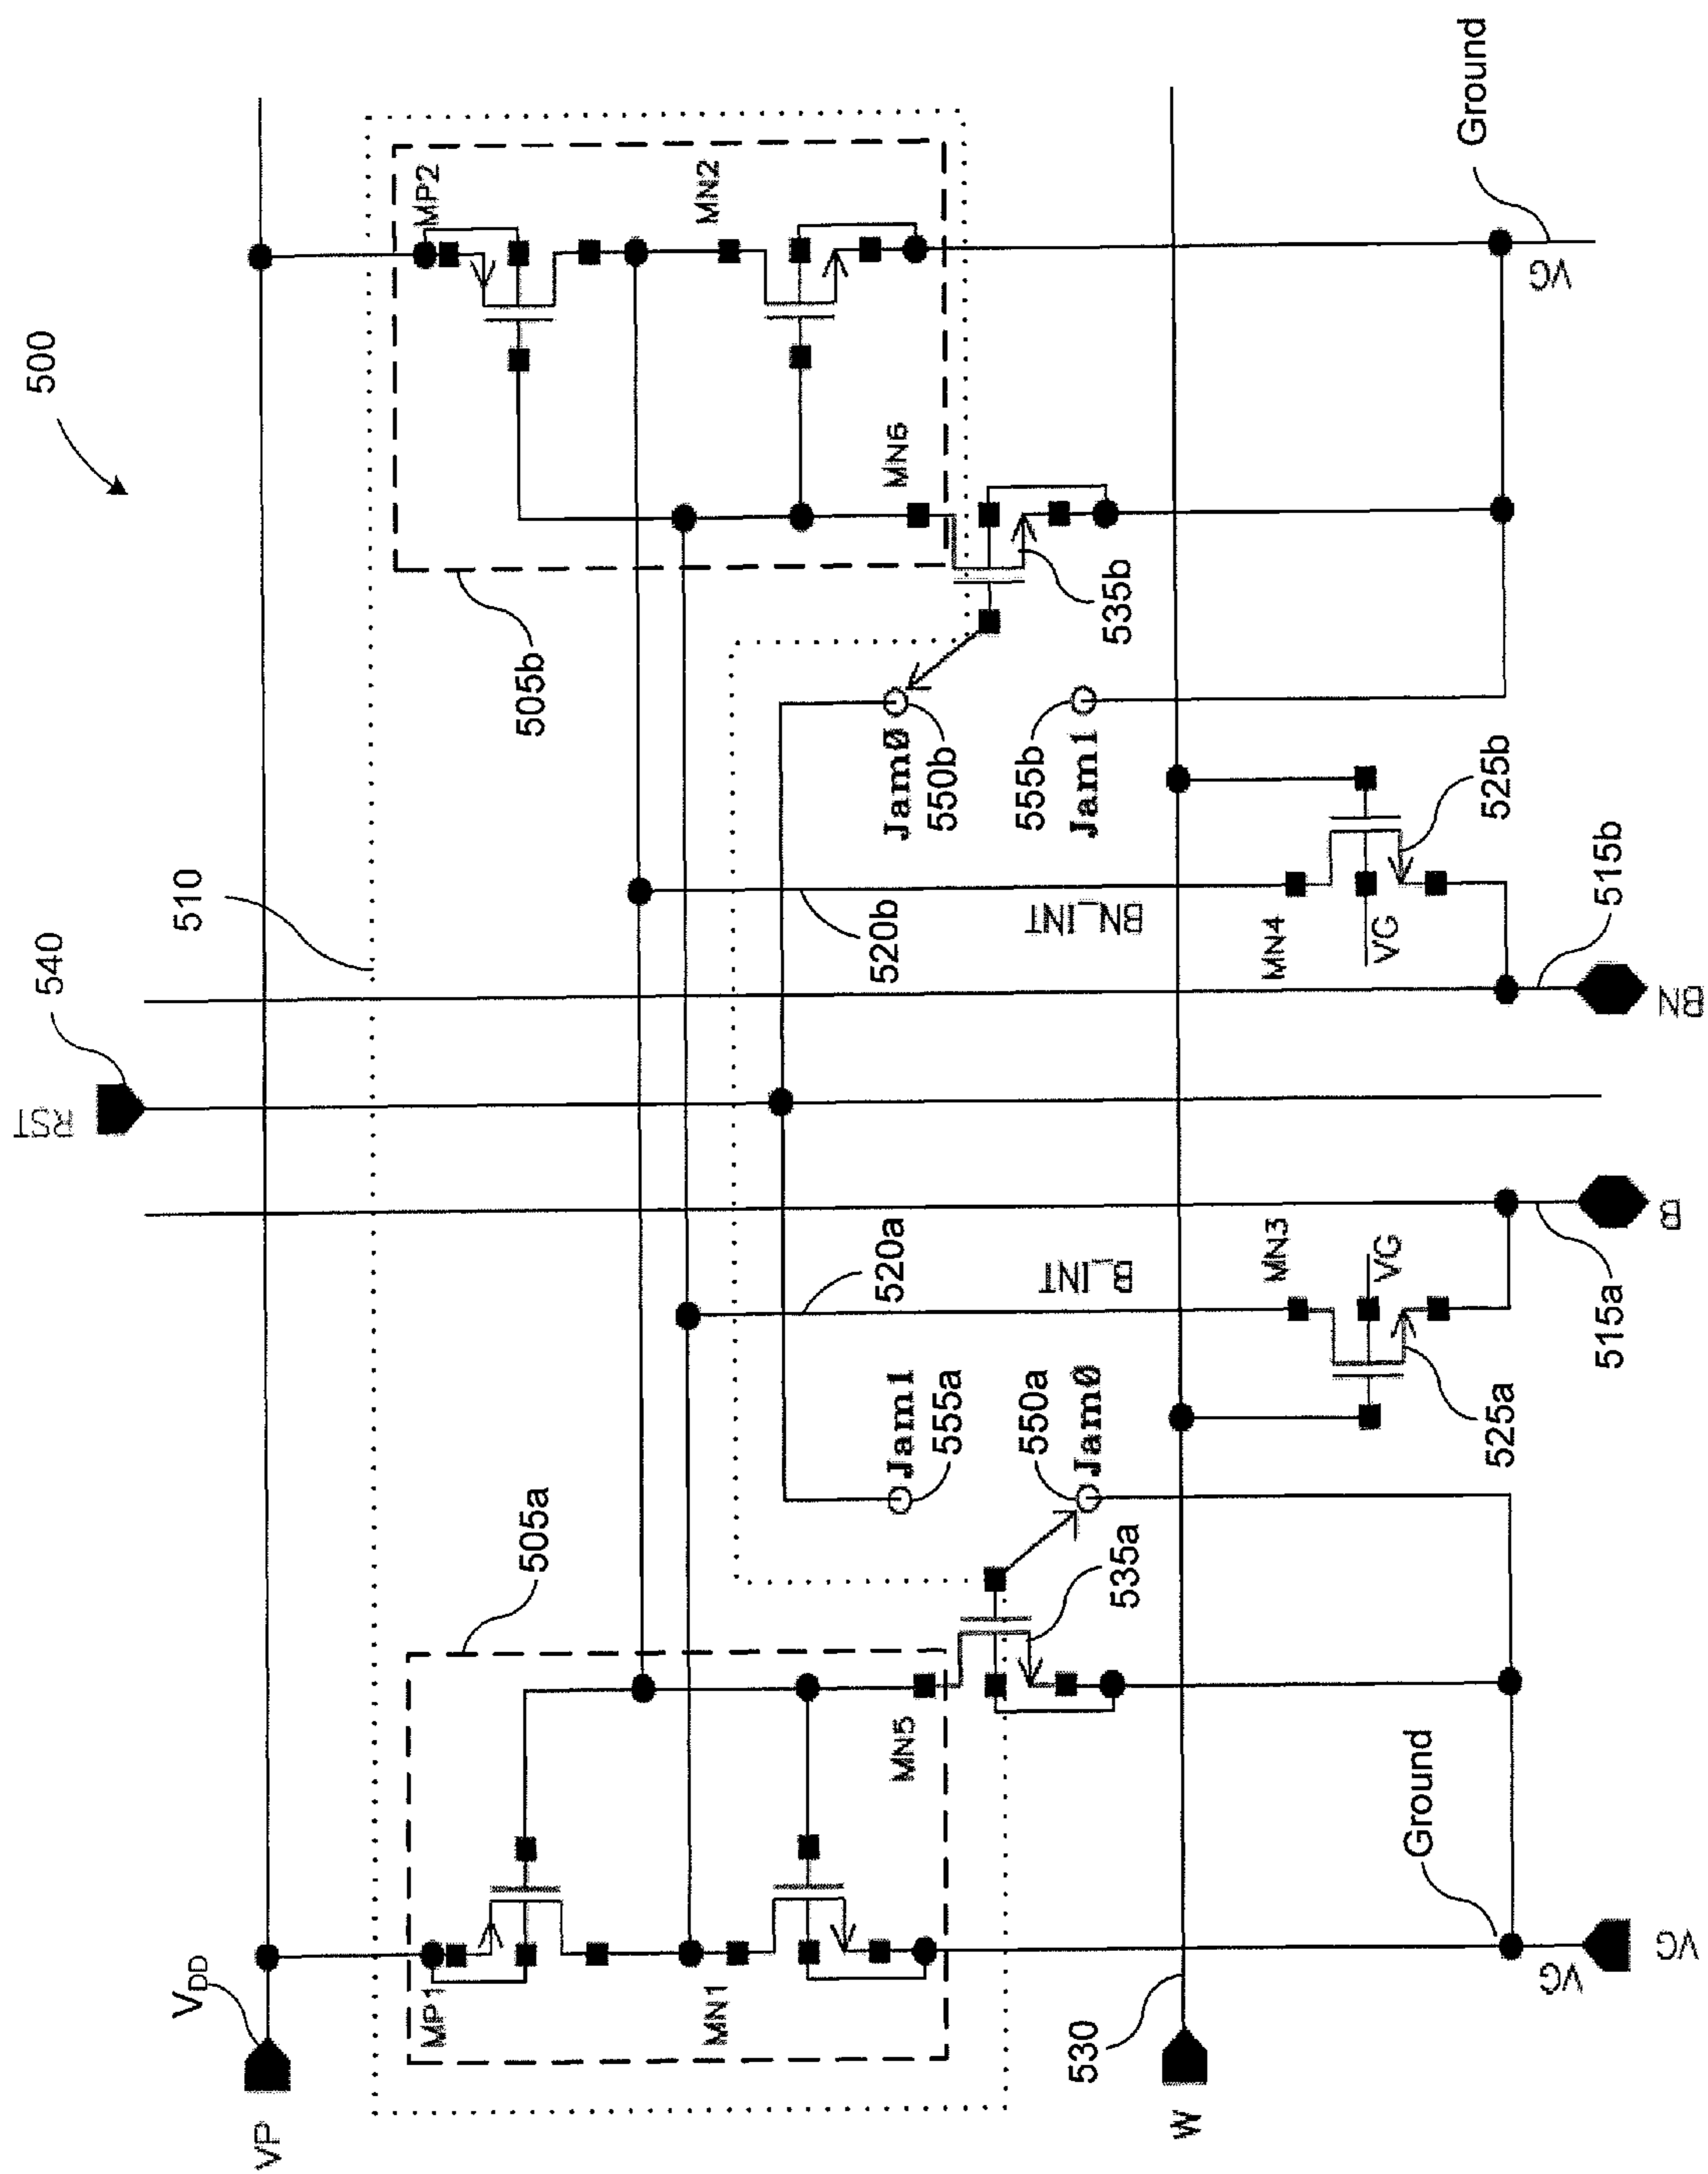 500
540
RST
510
VP
VDD
505a
505b
MP1
MN1
MN5
MP2
MN2
MN6
535a
535b
Jam1
555a
550a
Jam0
Jam0
550b
555b
Jam1
520a
B_INT
520b
BN_INT
W
530
MN3
VG
525a
MN4
VG
525b
515a
B
515b
BN
Ground
VG
VG
Ground
VG